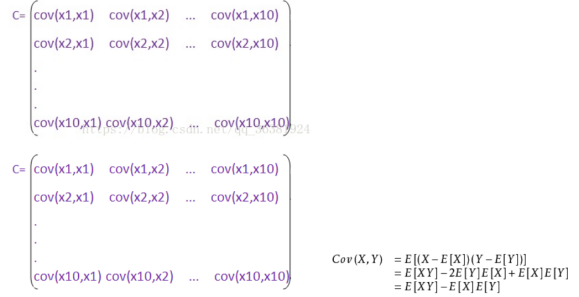 C= cov(x1,x1) cov(x1,x2) ... cov(x1,x10)
cov(x2,x1) cov(x2,x2) ... cov(x2,x10)
.
.
.
cov(x10,x1) cov(x10,x2) ... cov(x10,x10)
C= cov(x1,x1) cov(x1,x2) ... cov(x1,x10)
cov(x2,x1) cov(x2,x2) ... cov(x2,x10)
.
.
.
cov(x10,x1) cov(x10,x2) ... cov(x10,x10)
Cov(X,Y) = E[(X−E[X])(Y−E[Y])]
= E[XY]−2E[Y]E[X]+E[X]E[Y]
= E[XY]−E[X]E[Y]